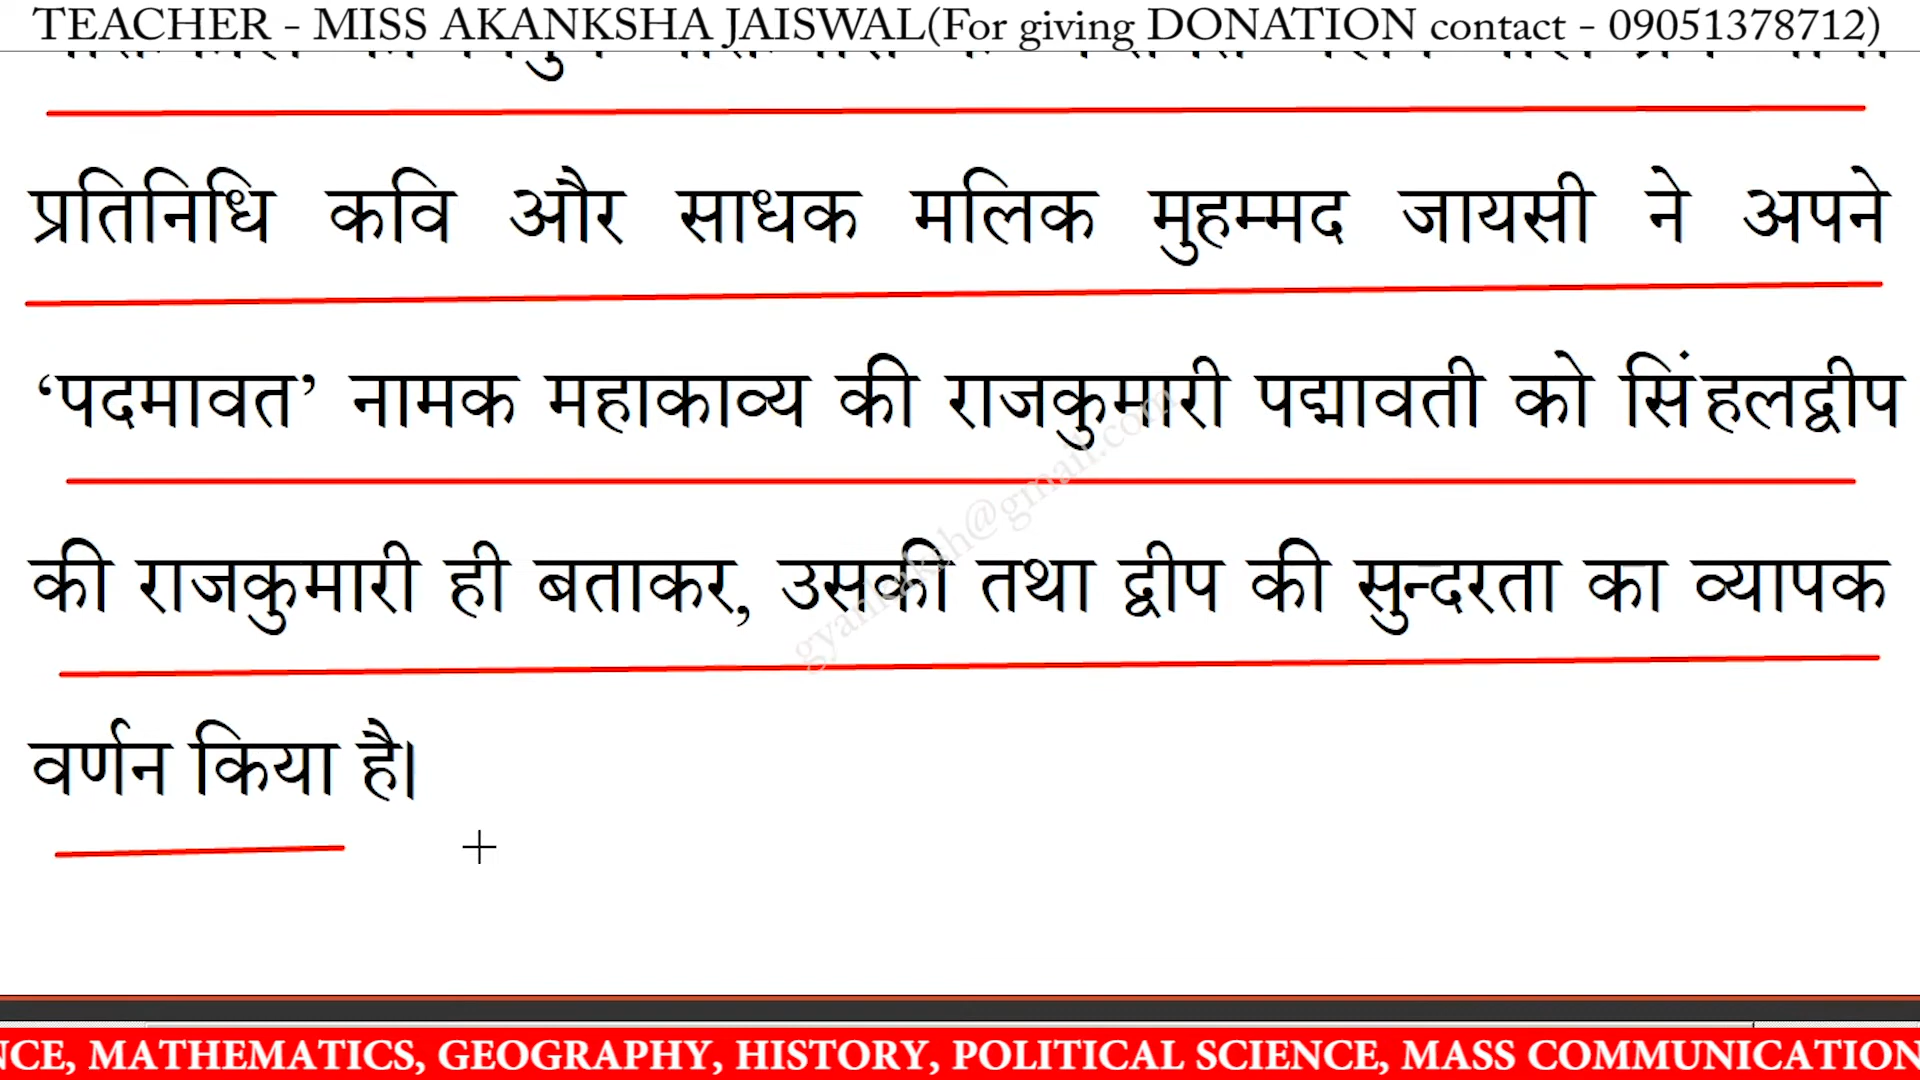 TEACHER - MISS AKANKSHA JAISWAL(For giving DONATION contact - 09051378712)
प्रतिनिधि कवि और साधक मलिक मुहम्मद जायसी ने अपने
‘पदमावत’ नामक महाकाव्य की राजकुमारी पद्मावती को सिंहलद्वीप
की राजकुमारी ही बताकर, उसकी तथा द्वीप की सुन्दरता का व्यापक
वर्णन किया है।
NCE, MATHEMATICS, GEOGRAPHY, HISTORY, POLITICAL SCIENCE, MASS COMMUNICATION